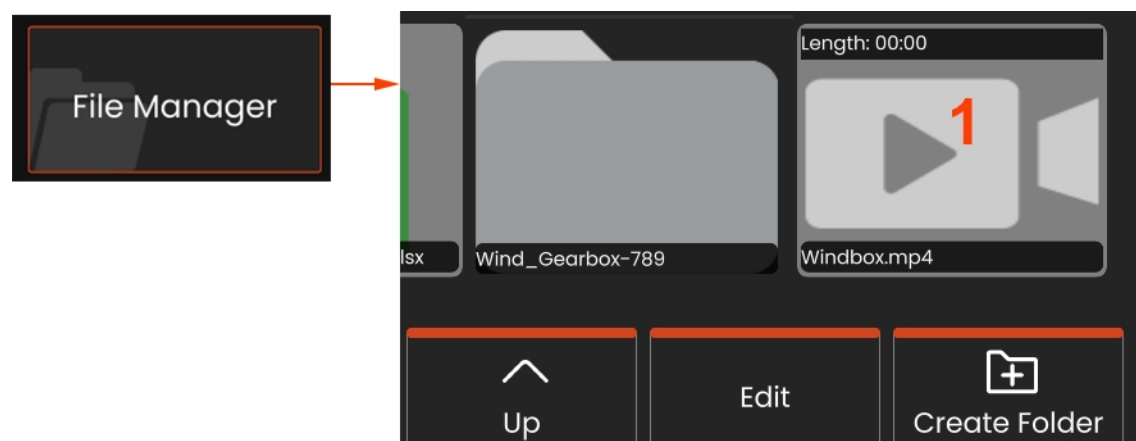 File Manager
Length: 00:00
1
lsx
Wind_Gearbox-789
Windbox.mp4
Up
Edit
Create Folder